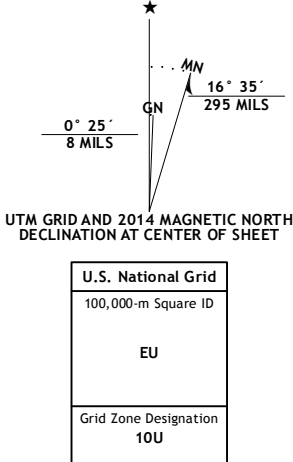 ★
MN
GN
16° 35´
295 MILS
0° 25´
8 MILS
UTM GRID AND 2014 MAGNETIC NORTH
DECLINATION AT CENTER OF SHEET
U.S. National Grid
100,000-m Square ID
EU
Grid Zone Designation
10U